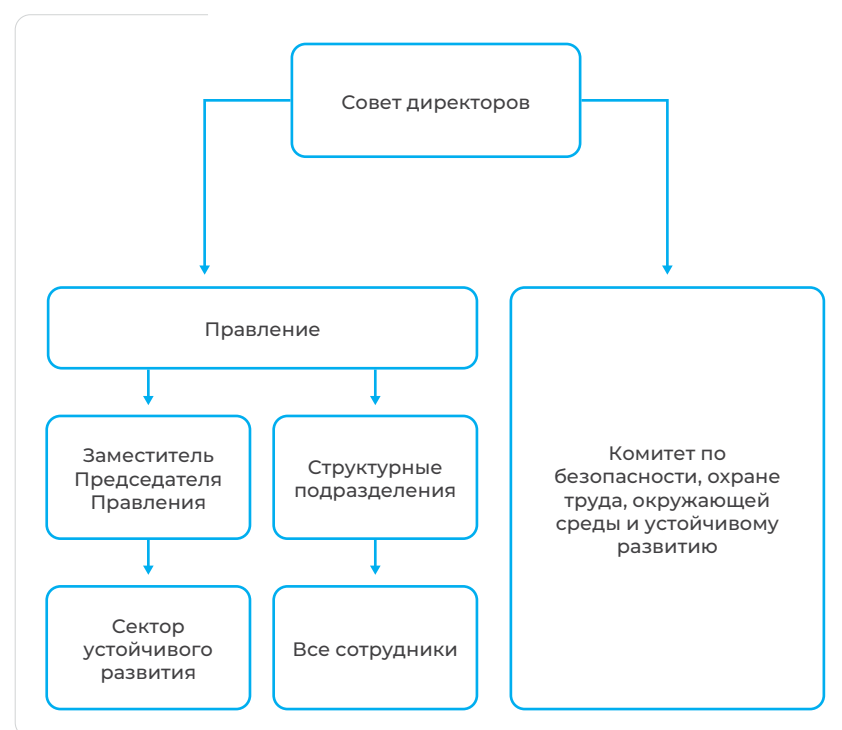 Совет директоров
Правление
Заместитель
Председателя
Правления
Структурные
подразделения
Комитет по
безопасности, охране
труда, окружающей
среды и устойчивому
развитию
Сектор
устойчивого
развития
Все сотрудники